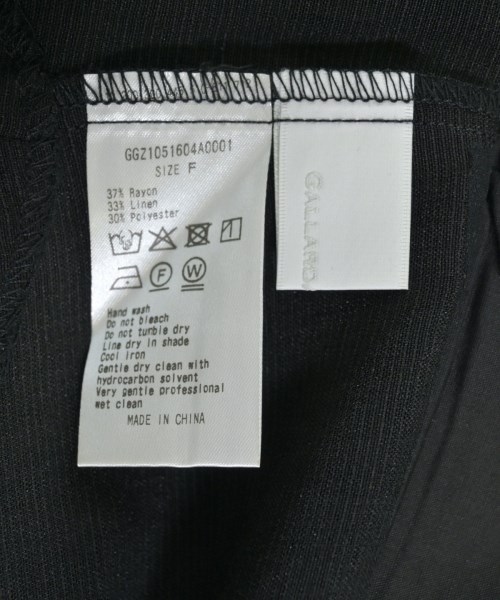 GGZ1051604A0001
SIZE F
37% Rayon
33% Linen
30% Polyester
F
W
Hand wash
Do not bleach
Do not tumble dry
Line dry in shade
Cool iron
Gentle dry clean with
hydrocarbon solvent
Very gentle professional
wet clean
MADE IN CHINA